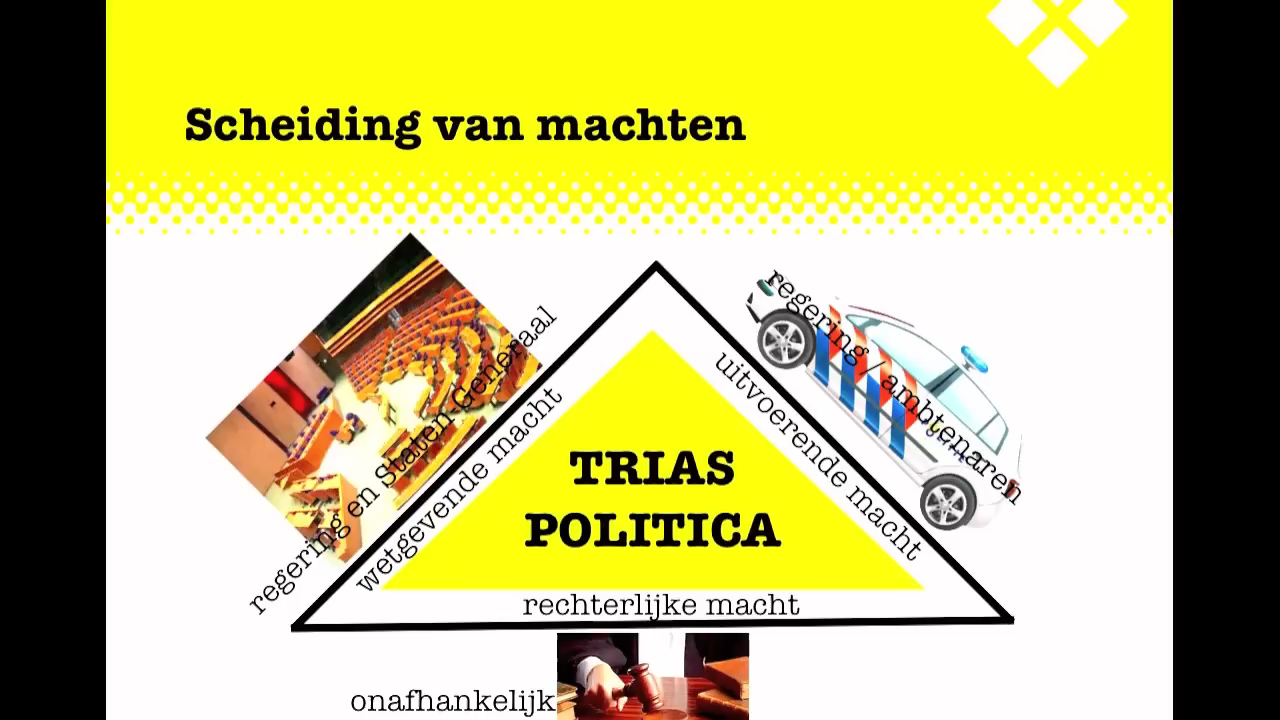 Scheiding van machten
regering en Staten Generaal
wetgevende macht
regering / ambtenaren
uitvoerende macht
TRIAS
POLITICA
rechterlijke macht
onafhankelijk